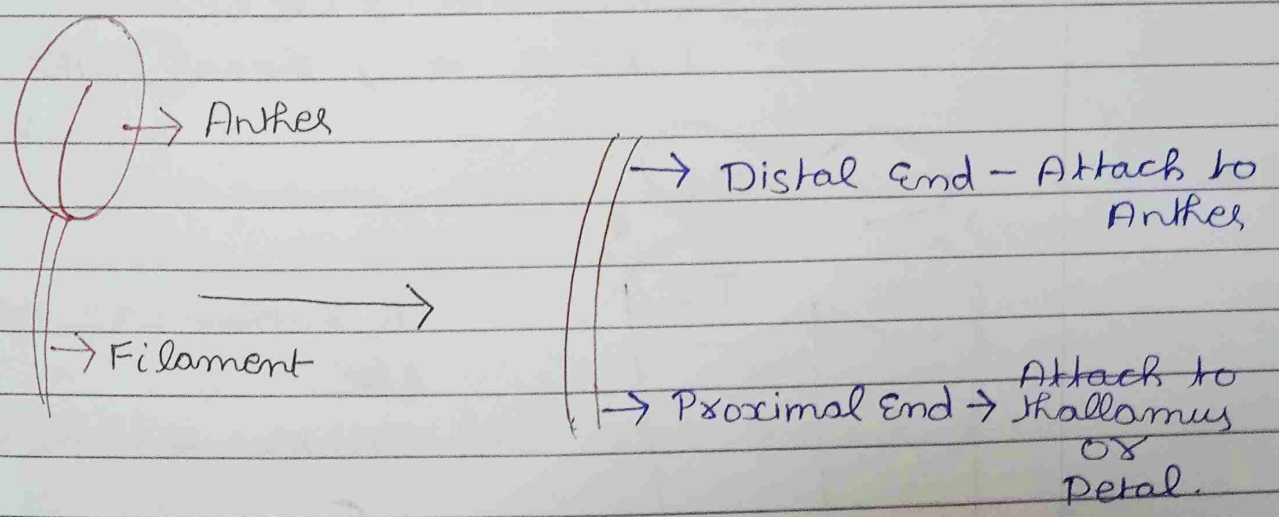 → Anther
→ Distal End - Attach to
Anther
→ Filament
→ Proximal End → Attach to
thallamus
or
Petal.